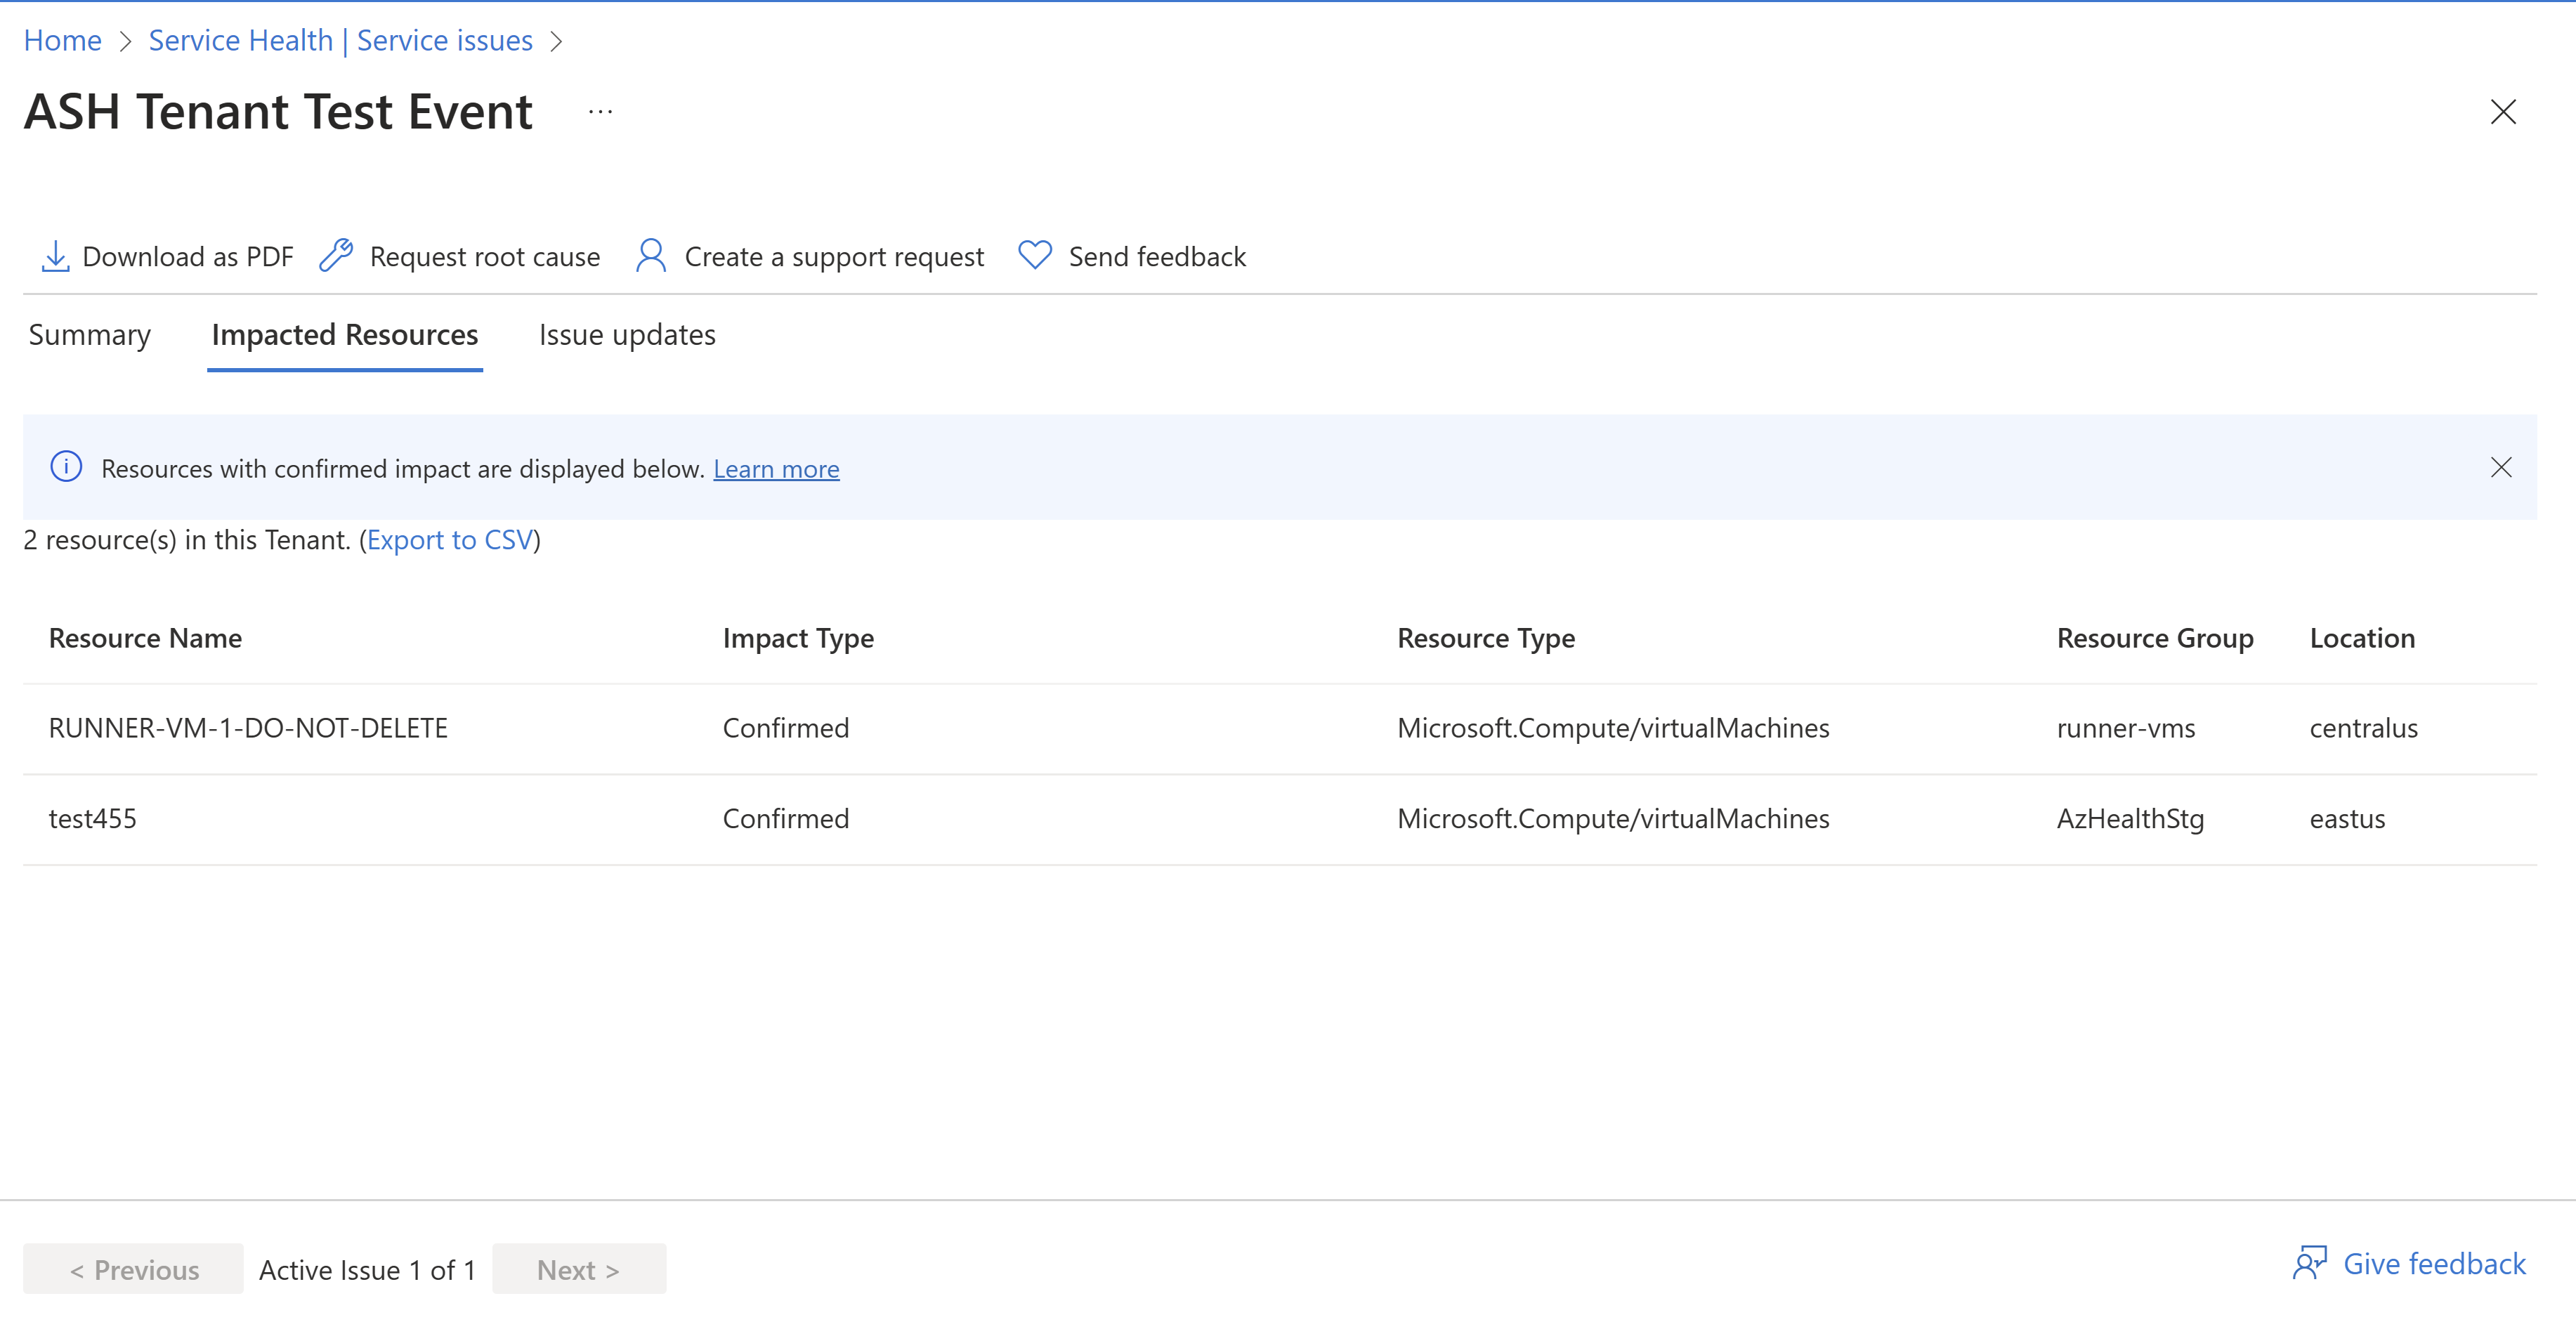 Home > Service Health | Service issues >
ASH Tenant Test Event ...
Download as PDF Request root cause Create a support request Send feedback
Summary Impacted Resources Issue updates
Resources with confirmed impact are displayed below. Learn more
2 resource(s) in this Tenant. (Export to CSV)
Resource Name Impact Type Resource Type Resource Group Location
RUNNER-VM-1-DO-NOT-DELETE Confirmed Microsoft.Compute/virtualMachines runner-vms centralus
test455 Confirmed Microsoft.Compute/virtualMachines AzHealthStg eastus
< Previous Active Issue 1 of 1 Next > Give feedback